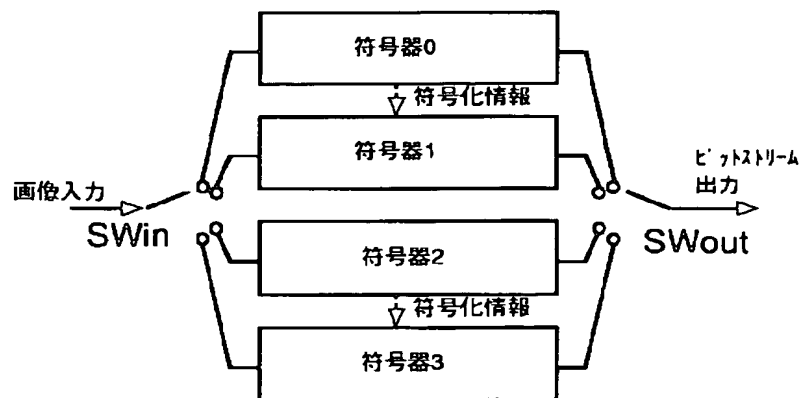 符号器0
符号化情報
符号器1
画像入力
SWin
ビットストリーム
出力
SWout
符号器2
符号化情報
符号器3